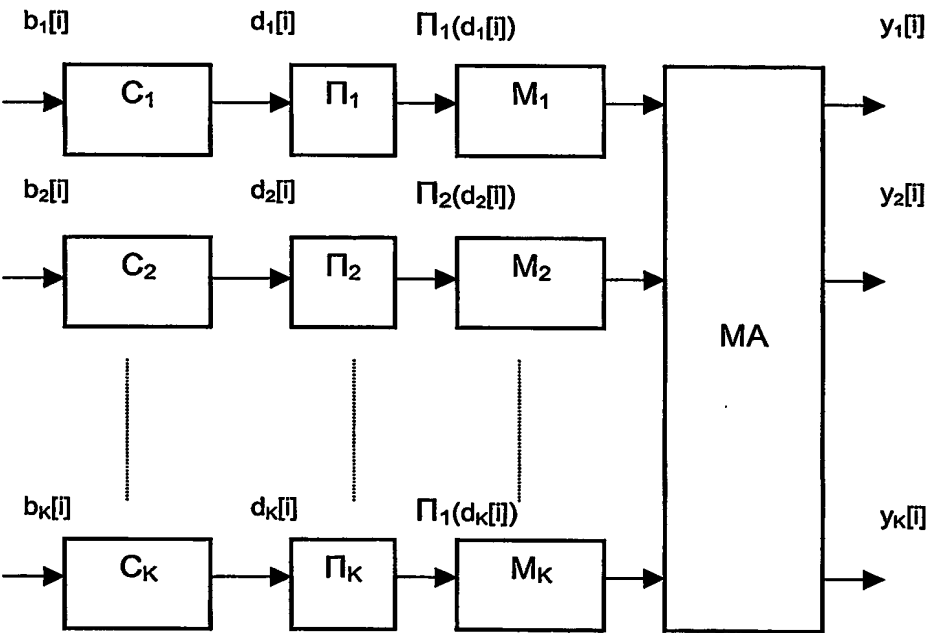 b₁[i] d₁[i] Π₁(d₁[i]) y₁[i]
C₁ Π₁ M₁
b₂[i] d₂[i] Π₂(d₂[i]) y₂[i]
C₂ Π₂ M₂
MA
b_K[i] d_K[i] Π₁(d_K[i]) y_K[i]
C_K Π_K M_K